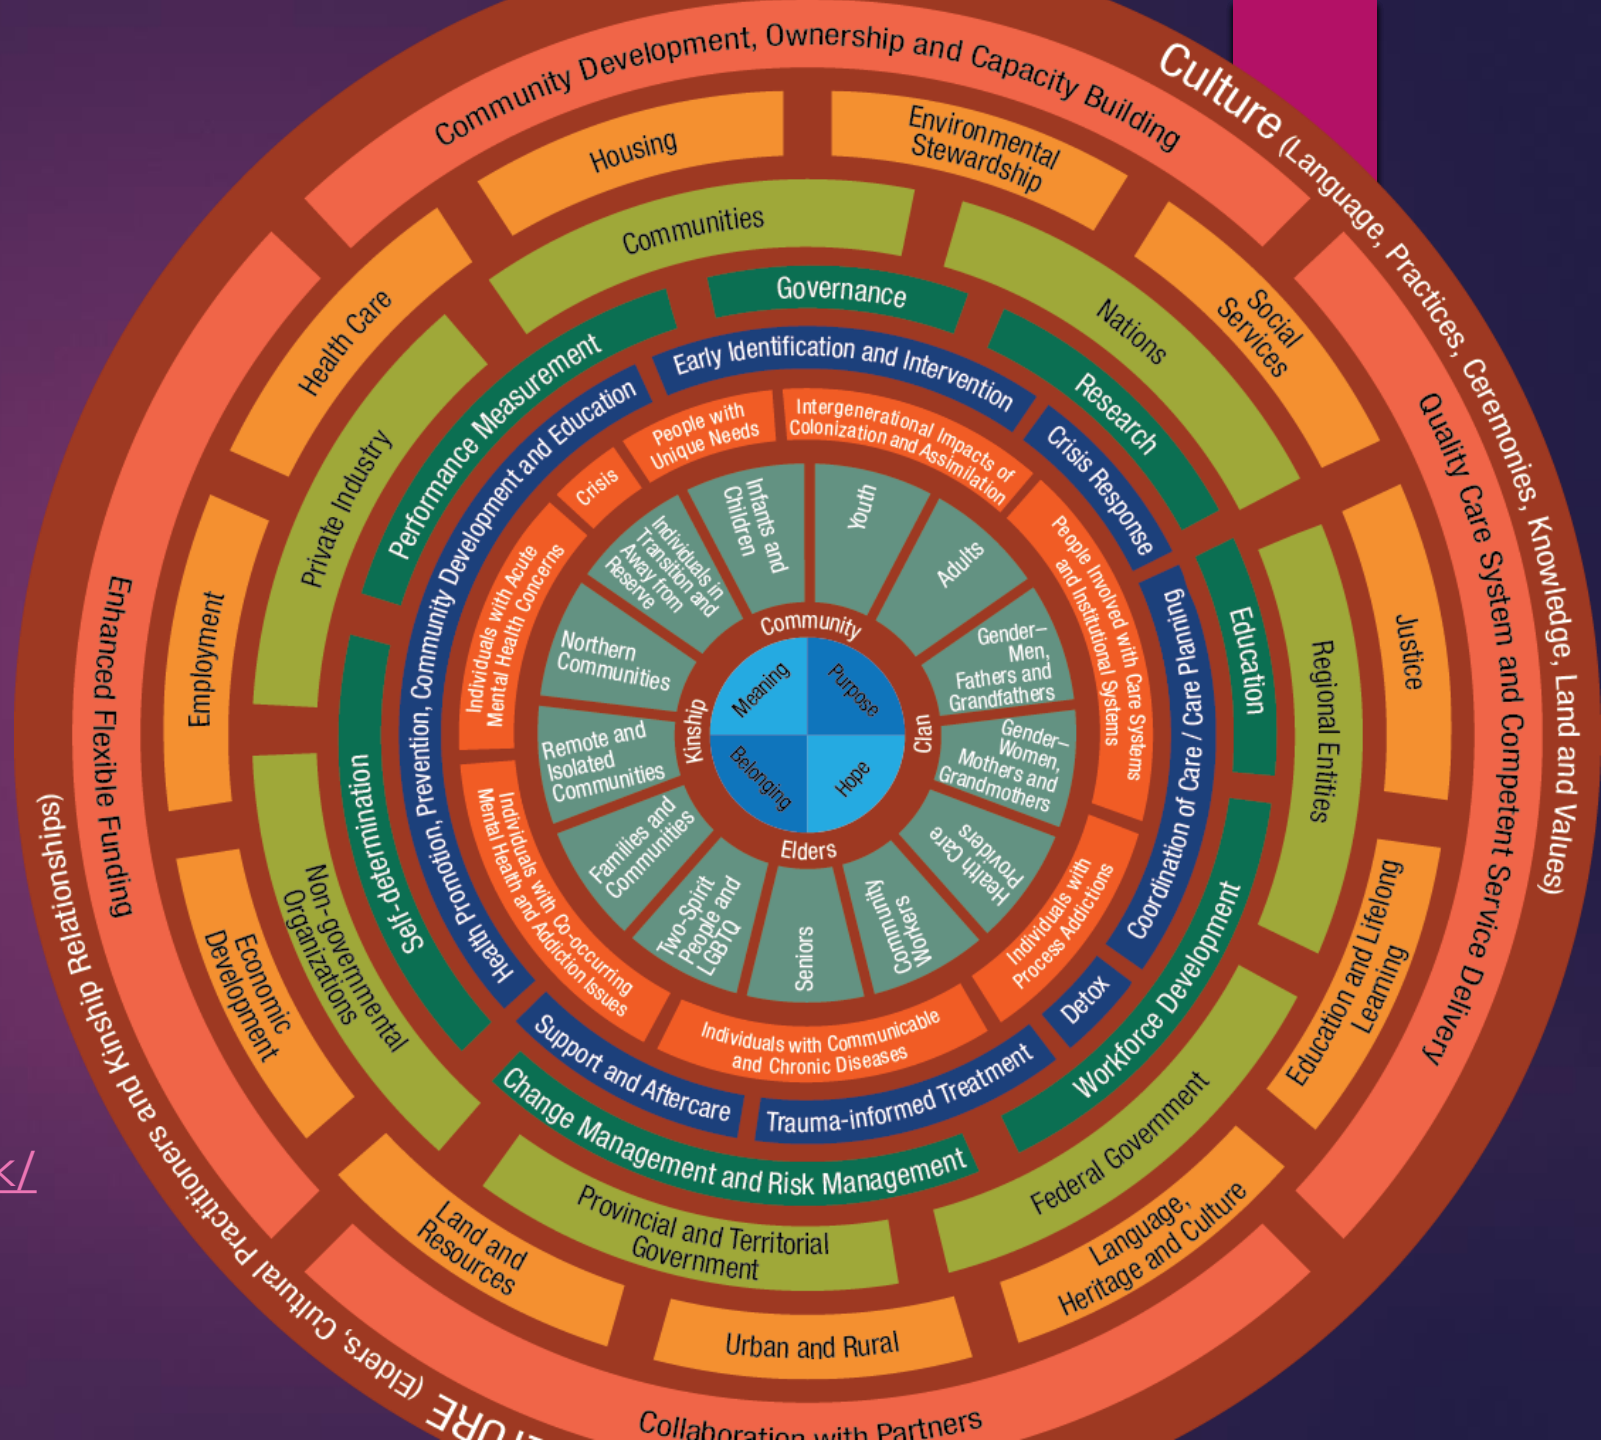 Culture (Language, Practices, Ceremonies, Knowledge, Land and Values)
(Elders, Cultural Practitioners and Kinship Relationships)
Community Development, Ownership and Capacity Building
Quality Care System and Competent Service Delivery
Collaboration with Partners
Enhanced Flexible Funding
Housing
Environmental
Stewardship
Social
Services
Justice
Education and Lifelong
Learning
Language,
Heritage and Culture
Urban and Rural
Land and
Resources
Economic
Development
Employment
Health Care
Communities
Nations
Regional Entities
Federal Government
Provincial and Territorial
Government
Non-governmental
Organizations
Private Industry
Governance
Research
Education
Workforce Development
Change Management and Risk Management
Self-determination
Performance Measurement
Early Identification and Intervention
Crisis Response
Coordination of Care / Care Planning
Detox
Trauma-informed Treatment
Support and Aftercare
Health Promotion, Prevention, Community Development and Education
People with
Unique Needs
Intergenerational Impacts of
Colonization and Assimilation
People Involved with Care Systems
and Institutional Systems
Individuals with
Process Addictions
Individuals with Communicable
and Chronic Diseases
Individuals with Co-occurring
Mental Health and Addiction Issues
Individuals with Acute
Mental Health Concerns
Crisis
Infants and
Children
Youth
Adults
Gender–
Men,
Fathers and
Grandfathers
Gender–
Women,
Mothers and
Grandmothers
Health Care
Providers
Community
Workers
Seniors
Two-Spirit
People and
LGBTQ
Families and
Communities
Remote and
Isolated
Communities
Northern
Communities
Individuals in
Transition and
Away from
Reserve
Community
Clan
Elders
Kinship
Meaning
Purpose
Hope
Belonging
k/